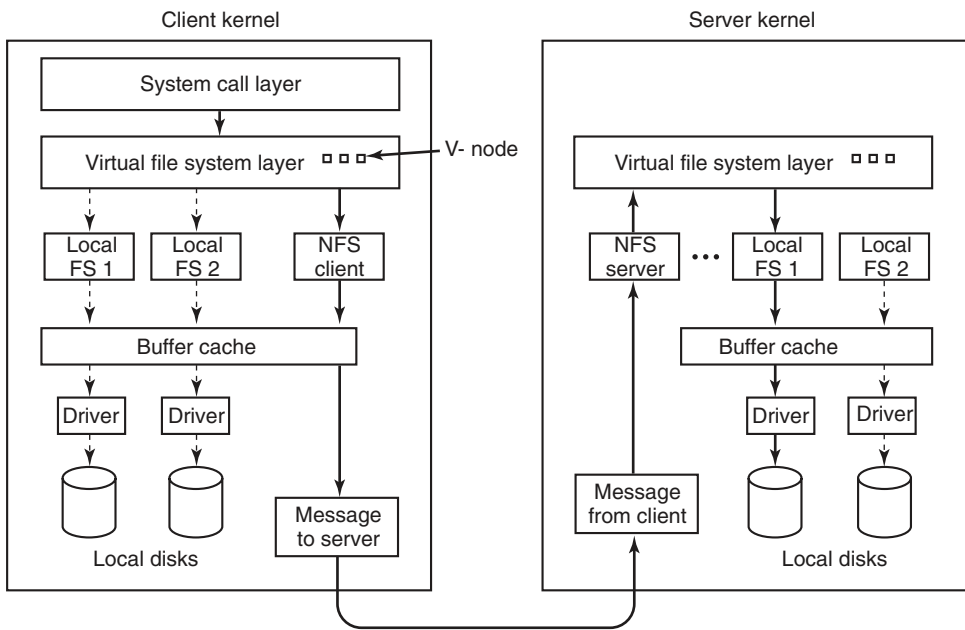 Client kernel
System call layer
Virtual file system layer
V- node
Local
FS 1
Local
FS 2
NFS
client
Buffer cache
Driver
Driver
Message
to server
Local disks
Server kernel
Virtual file system layer
NFS
server
Local
FS 1
Local
FS 2
Buffer cache
Driver
Driver
Message
from client
Local disks